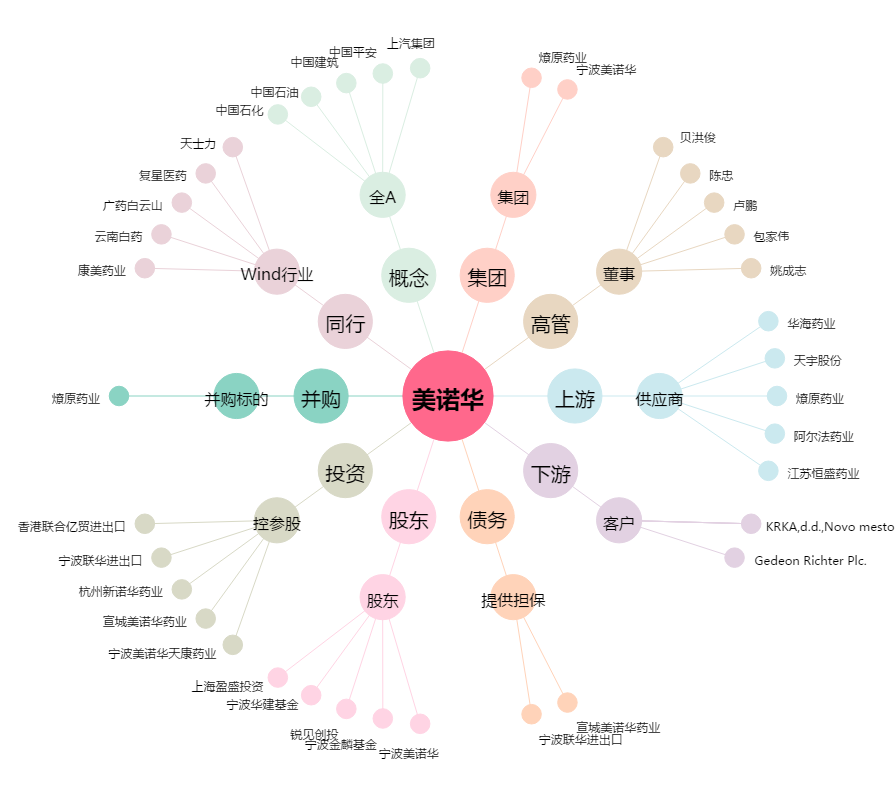 上汽集团
中国平安
中国建筑
中国石油
中国石化
全A
概念
燎原药业
宁波美诺华
集团
集团
天士力
复星医药
广药白云山
云南白药
康美药业
Wind行业
同行
贝洪俊
陈忠
卢鹏
包家伟
姚成志
董事
高管
燎原药业
并购标的
并购
美诺华
上游
供应商
华海药业
天宇股份
燎原药业
阿尔法药业
江苏恒盛药业
投资
控参股
香港联合亿贸进出口
宁波联华进出口
杭州新诺华药业
宣城美诺华药业
宁波美诺华天康药业
下游
客户
KRKA,d.d.,Novo mesto
Gedeon Richter Plc.
股东
股东
上海盈盛投资
宁波华建基金
锐见创投
宁波金麟基金
宁波美诺华
债务
提供担保
宣城美诺华药业
宁波联华进出口